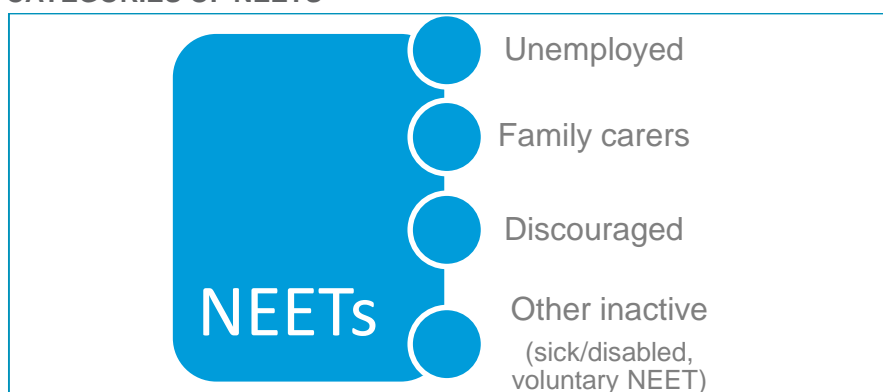 Unemployed
Family carers
Discouraged
NEETs
Other inactive
(sick/disabled,
voluntary NEET)